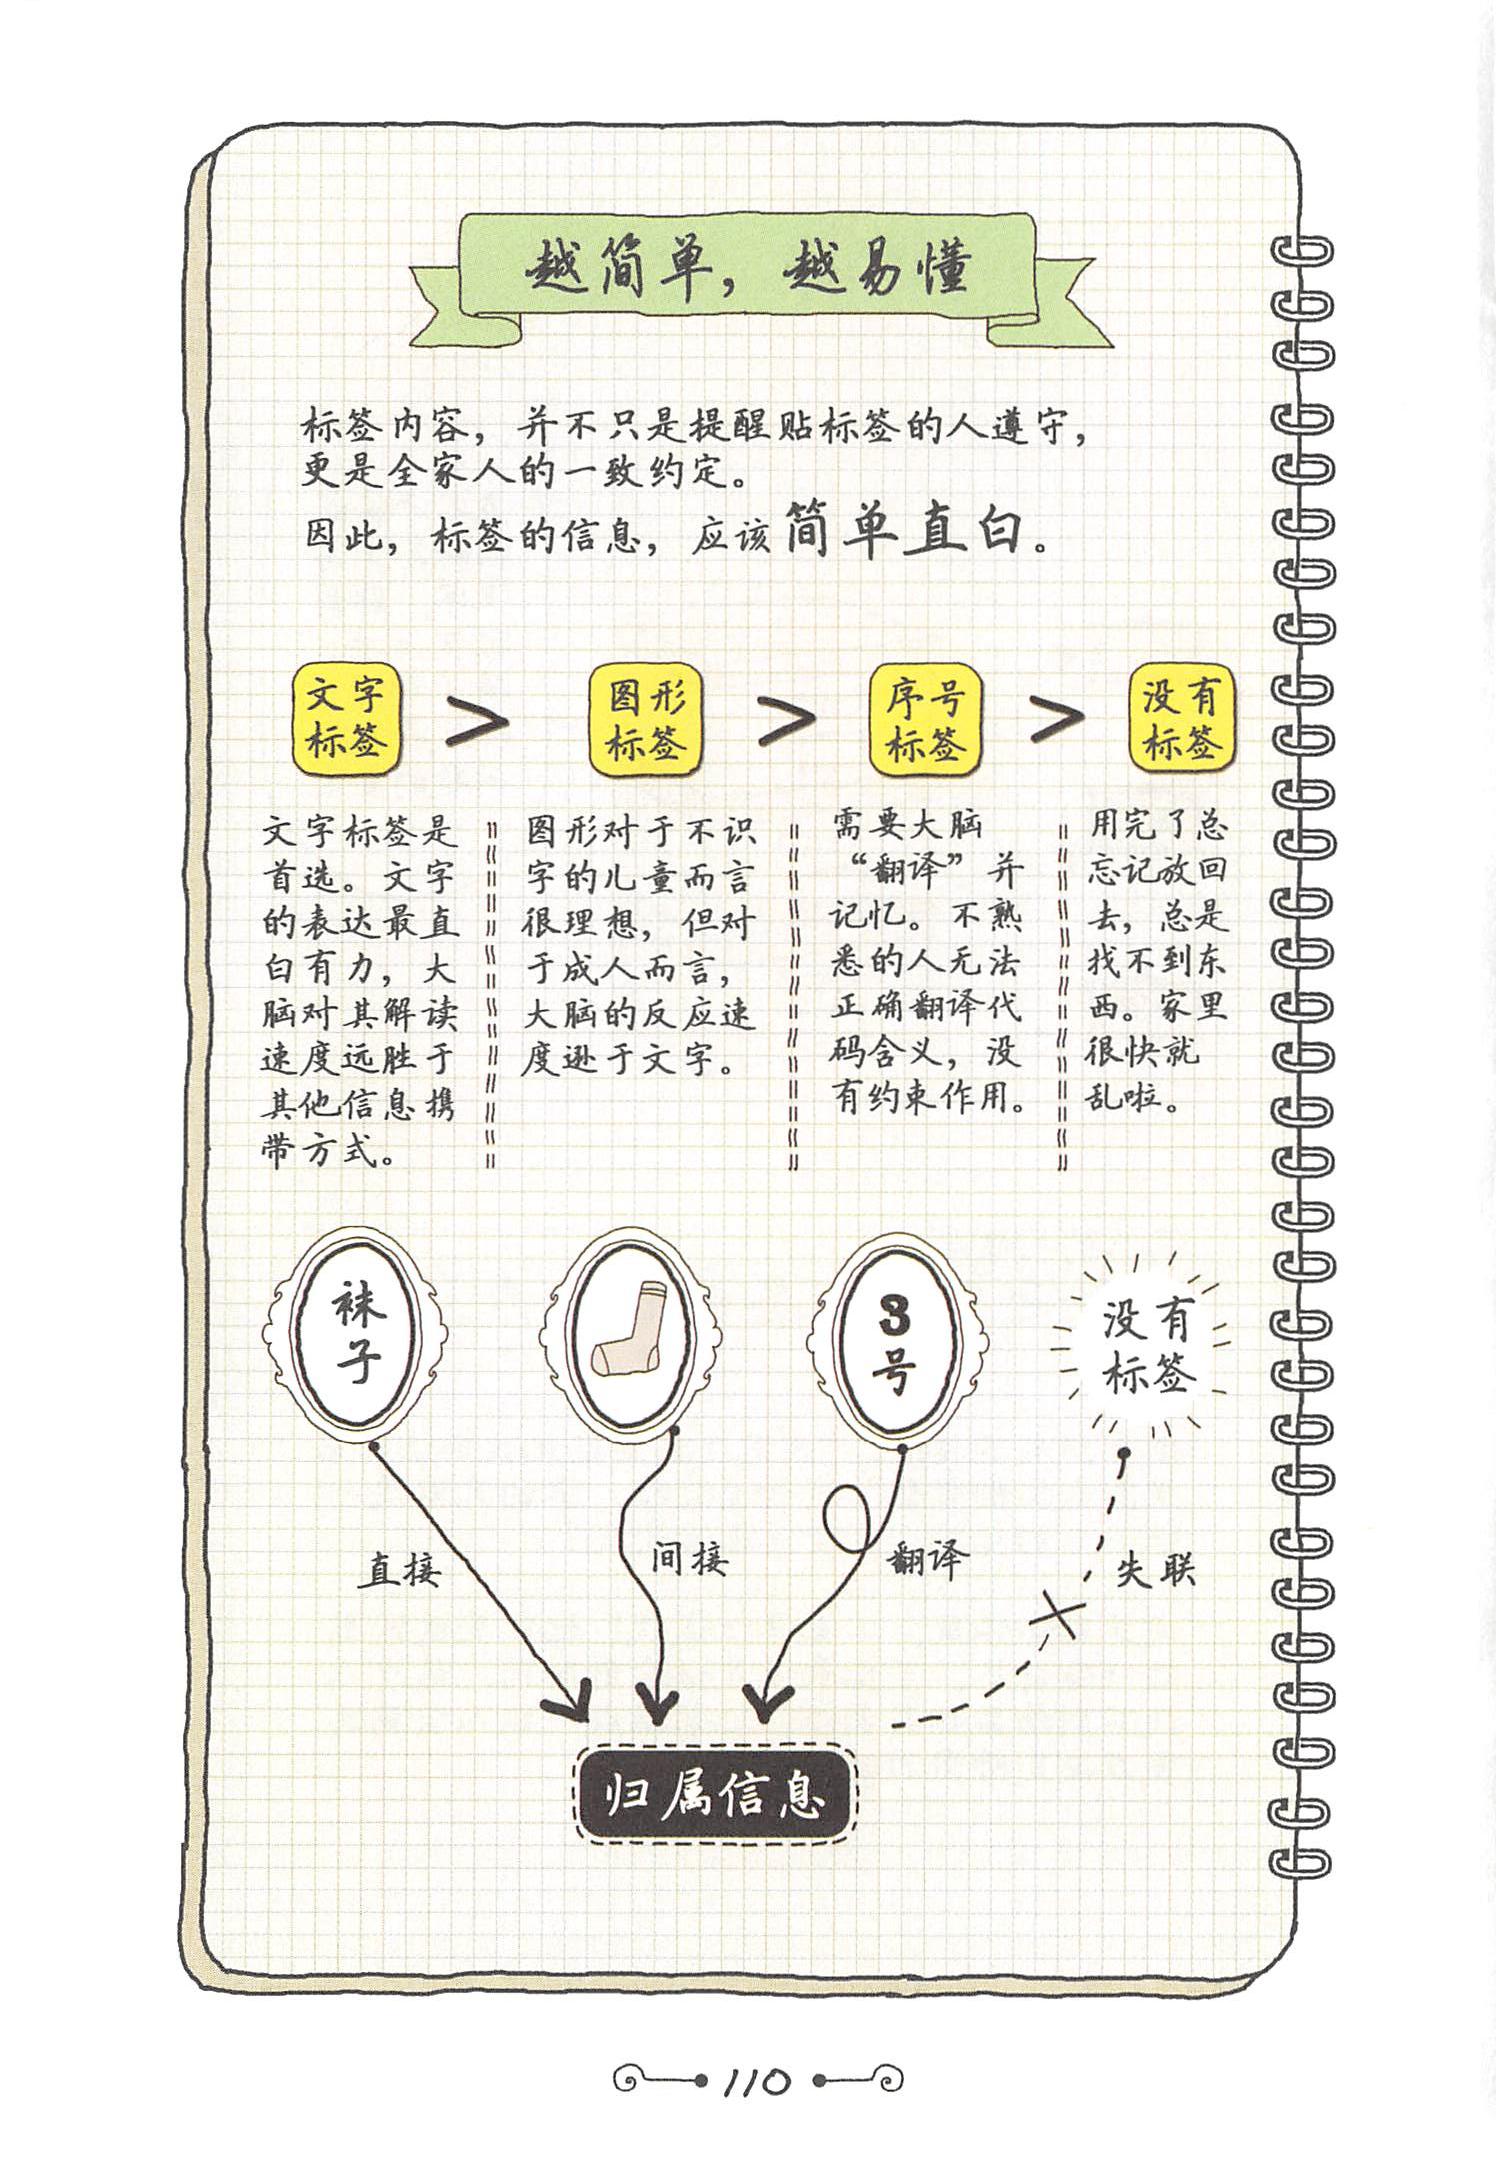 越简单，越易懂
标签内容，并不只是提醒贴标签的人遵守，
更是全家人的一致约定。
因此，标签的信息，应该简单直白。
文字
标签
>
图形
标签
>
序号
标签
>
没有
标签
文字标签是
首选。文字
的表达最直
白有力，大
脑对其解读
速度远胜于
其他信息携
带方式。
图形对于不识
字的儿童而言
很理想，但对
于成人而言，
大脑的反应速
度逊于文字。
需要大脑
“翻译”并
记忆。不熟
悉的人无法
正确翻译代
码含义，没
有约束作用。
用完了总
忘记放回
去，总是
找不到东
西。家里
很快就
乱啦。
袜
子
3
号
没有
标签
直接
间接
翻译
失联
归属信息
110